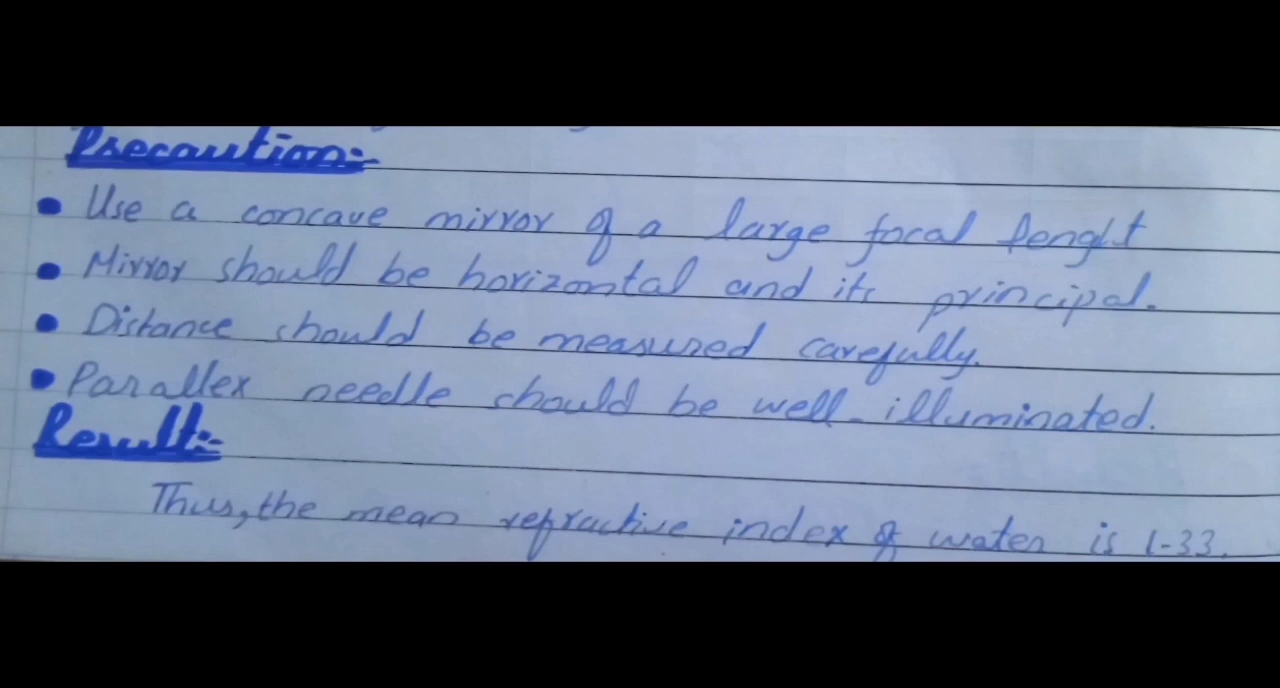 Precaution:-
• Use a concave mirror of a large focal lenght
• Mirror should be horizontal and its principal.
• Distance should be measured carefully.
• Parallex needle should be well-illuminated.
Result:-
Thus, the mean refractive index of water is 1-33.